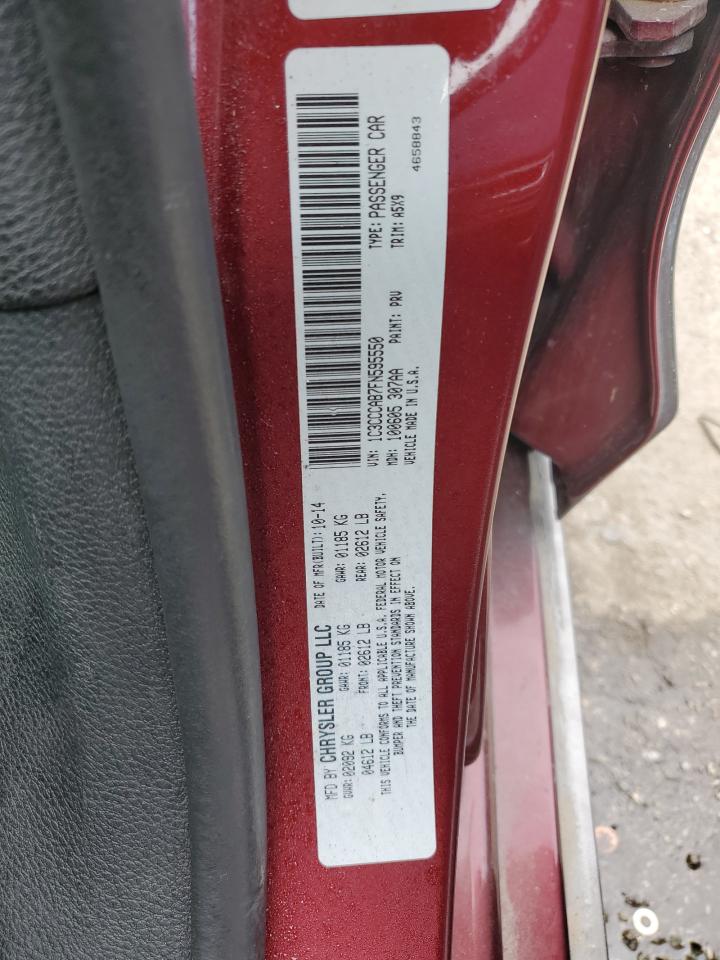 MFD BY CHRYSLER GROUP LLC DATE OF MFR(BUILT): 10-14
GVWR: 02092 KG GAWR: 01185 KG GAWR: 01185 KG
04612 LB FRONT: 02612 LB REAR: 02612 LB
THIS VEHICLE CONFORMS TO ALL APPLICABLE U.S.A. FEDERAL MOTOR VEHICLE SAFETY,
BUMPER AND THEFT PREVENTION STANDARDS IN EFFECT ON
THE DATE OF MANUFACTURE SHOWN ABOVE.
VIN: 1C3CCCAB7FN595550 TYPE: PASSENGER CAR
MDH: 100605 307AA PAINT: PRV TRIM: A5X9
VEHICLE MADE IN U.S.A. 4658843